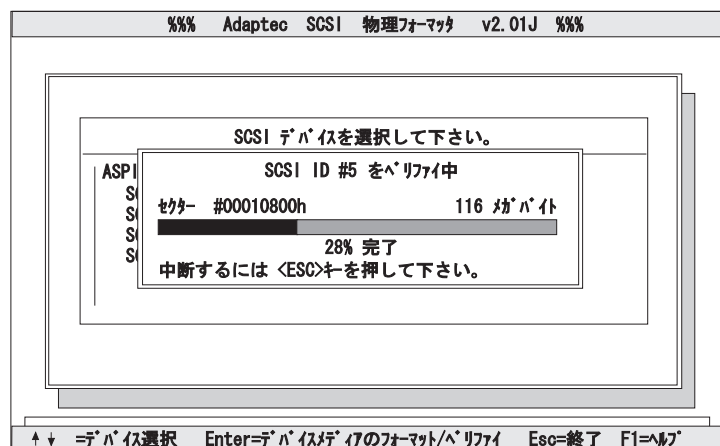 %%% Adaptec SCSI 物理ﾌｫｰﾏｯﾀ v2.01J %%%
SCSI ﾃﾞﾊﾞｲｽを選択して下さい。
ASPI
SCSI ID #5 をﾍﾞﾘﾌｧｲ中
ｾｸﾀｰ #00010800h 116 ﾒｶﾞﾊﾞｲﾄ
28% 完了
中断するには <ESC>ｷｰを押して下さい。
↑↓ =ﾃﾞﾊﾞｲｽ選択 Enter=ﾃﾞﾊﾞｲｽﾒﾃﾞｨｱのﾌｫｰﾏｯﾄ/ﾍﾞﾘﾌｧｲ Esc=終了 F1=ﾍﾙﾌﾟ